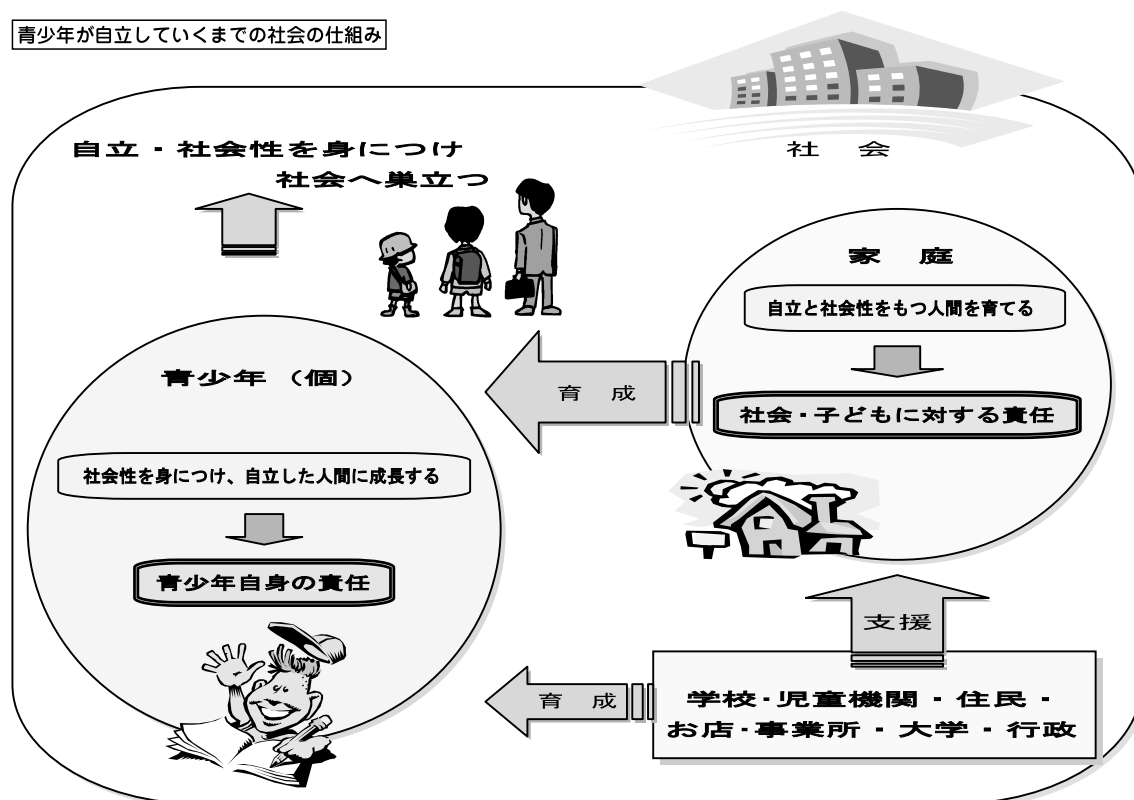 青少年が自立していくまでの社会の仕組み
社　会
自立・社会性を身につけ
社会へ巣立つ
家　庭
自立と社会性をもつ人間を育てる
社会・子どもに対する責任
育　成
青少年（個）
社会性を身につけ、自立した人間に成長する
青少年自身の責任
支援
育　成
学校・児童機関・住民・
お店・事業所・大学・行政